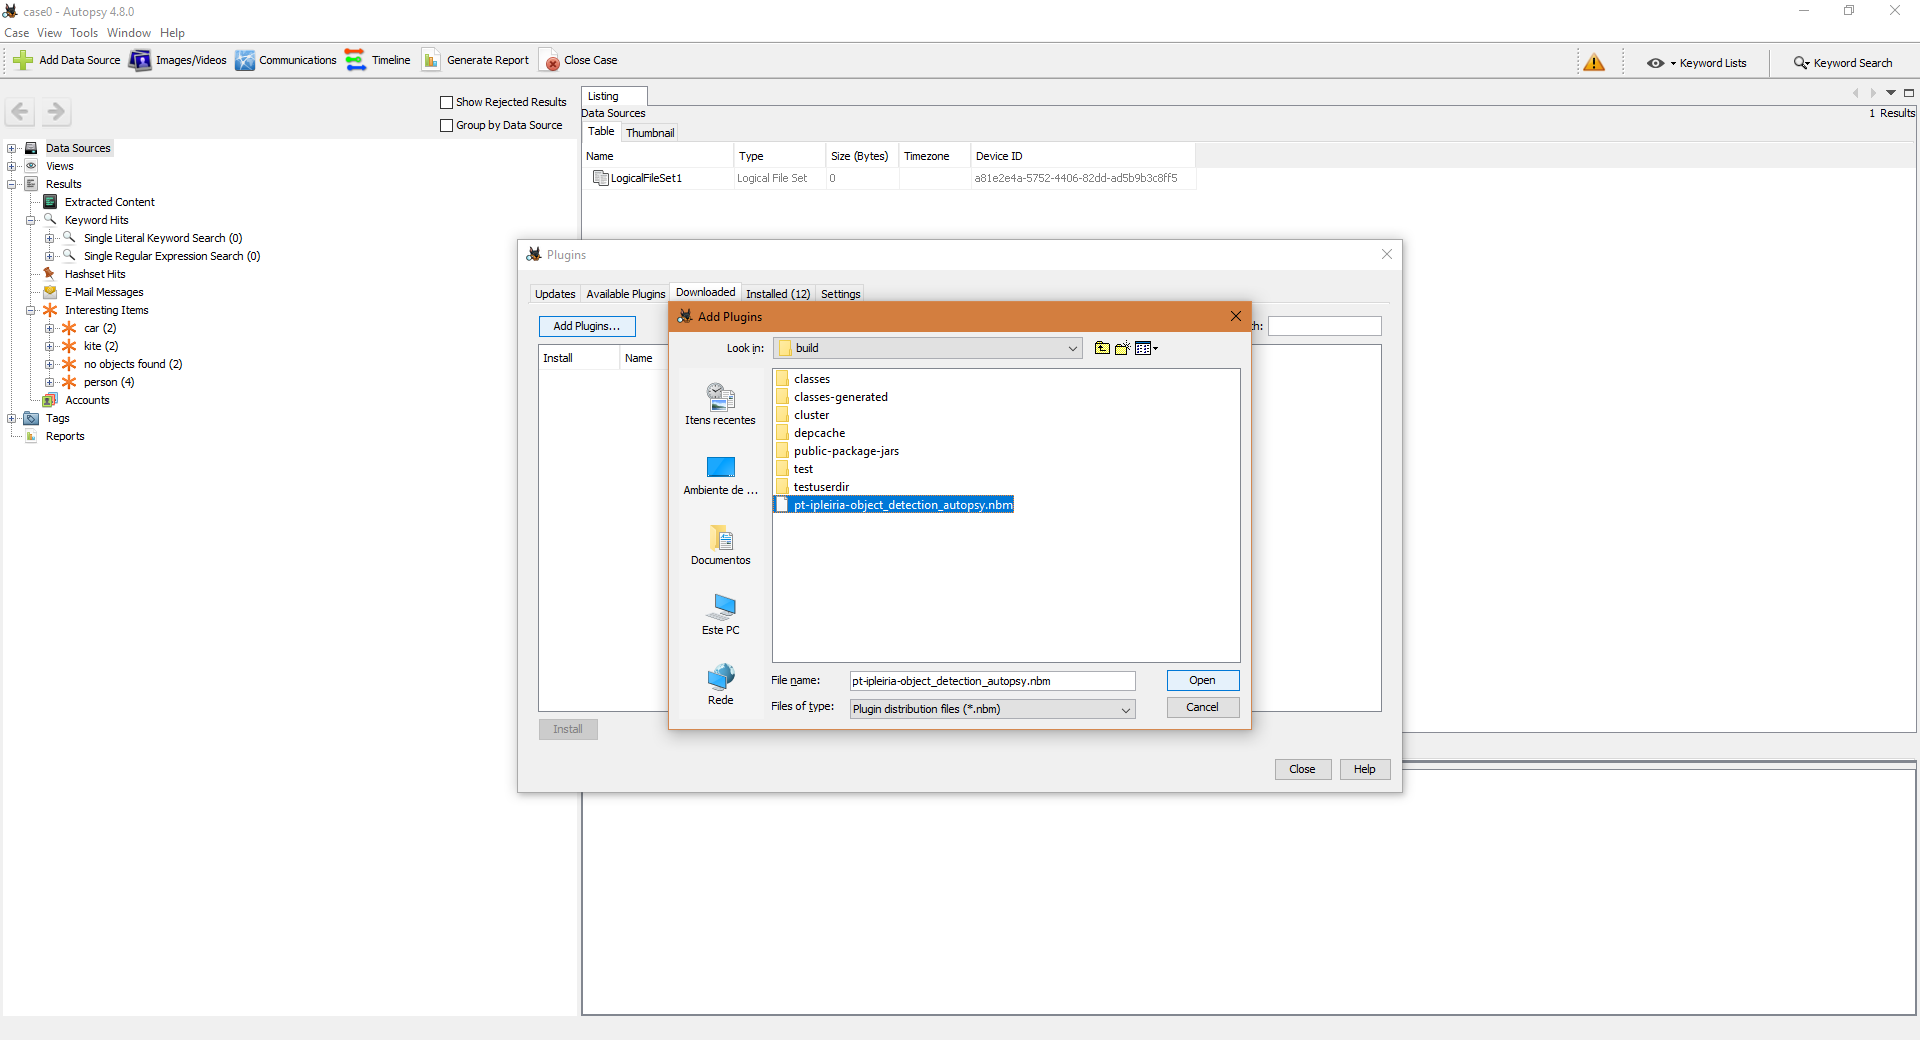 case0 - Autopsy 4.8.0
Case View Tools Window Help
Add Data Source Images/Videos Communications Timeline Generate Report Close Case Keyword Lists Keyword Search
Show Rejected Results
Group by Data Source
Data Sources
Views
Results
Extracted Content
Keyword Hits
Single Literal Keyword Search (0)
Single Regular Expression Search (0)
Hashset Hits
E-Mail Messages
Interesting Items
car (2)
kite (2)
no objects found (2)
person (4)
Accounts
Tags
Reports
Listing
Data Sources 1 Results
Table Thumbnail
Name Type Size (Bytes) Timezone Device ID
LogicalFileSet1 Logical File Set 0 a81e2e4a-5752-4406-82dd-ad5b9b3c8ff5
Plugins
Updates Available Plugins Downloaded Installed (12) Settings
Add Plugins...
Install Name
Install
Close Help
Add Plugins
Look in: build
Itens recentes
Ambiente de ...
Documentos
Este PC
Rede
classes
classes-generated
cluster
depcache
public-package-jars
test
testuserdir
pt-ipleiria-object_detection_autopsy.nbm
File name: pt-ipleiria-object_detection_autopsy.nbm Open
Files of type: Plugin distribution files (*.nbm) Cancel